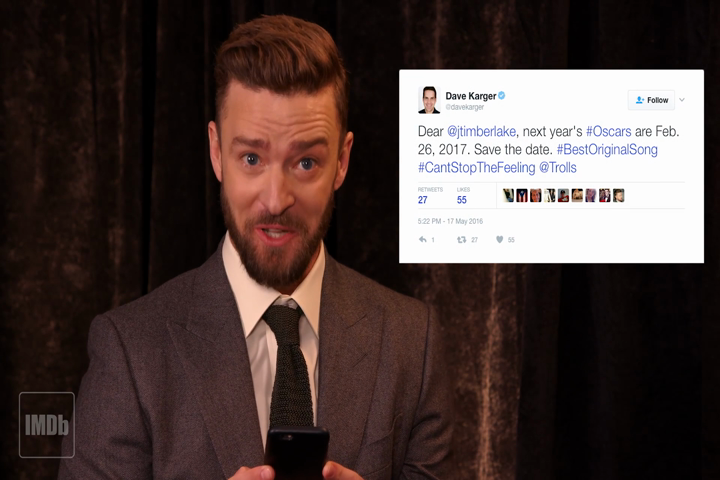 Dave Karger
@davekarger
Follow
Dear @jtimberlake, next year's #Oscars are Feb.
26, 2017. Save the date. #BestOriginalSong
#CantStopTheFeeling @Trolls
RETWEETS LIKES
27 55
5:22 PM - 17 May 2016
1 27 55
IMDb